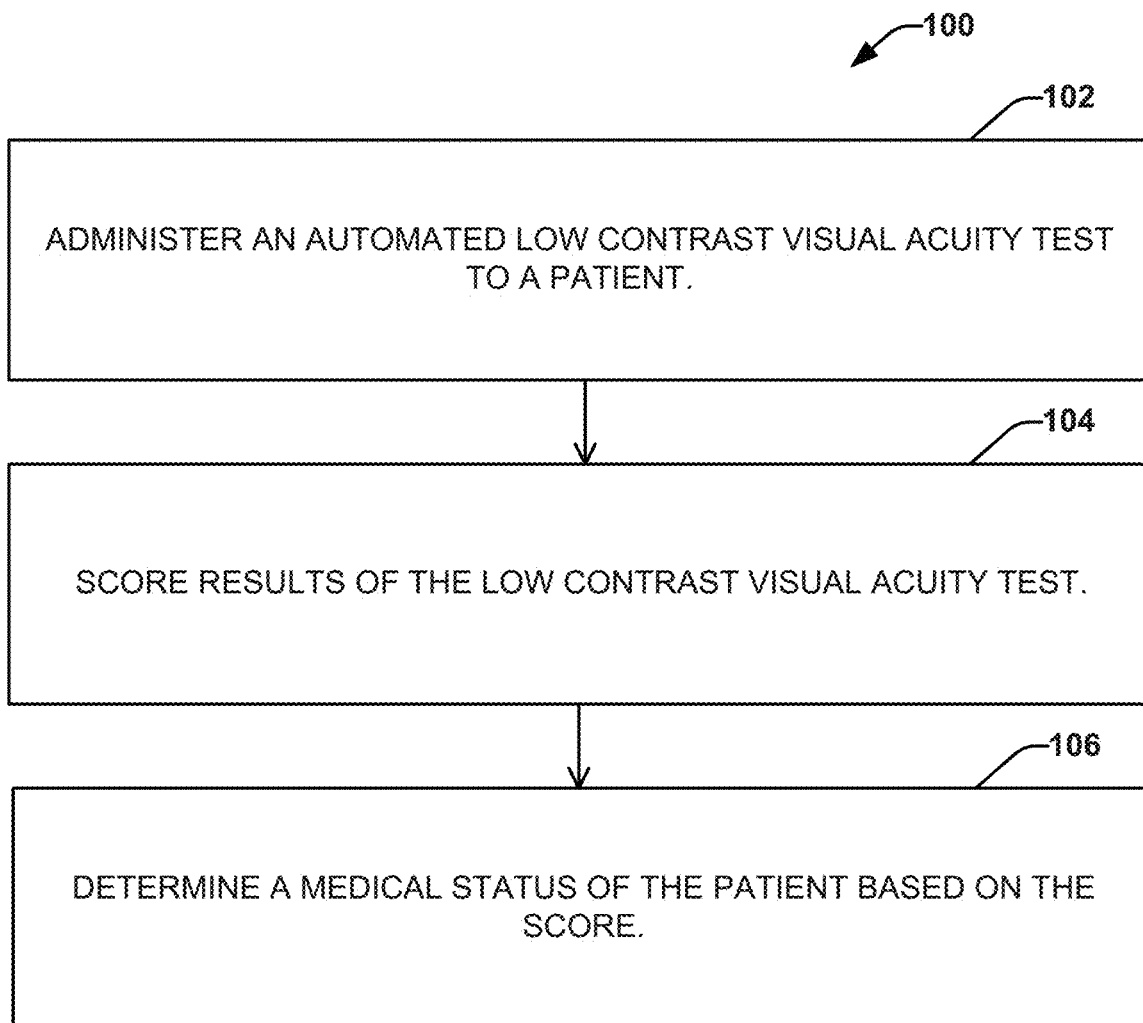 100
102
ADMINISTER AN AUTOMATED LOW CONTRAST VISUAL ACUITY TEST
TO A PATIENT.
104
SCORE RESULTS OF THE LOW CONTRAST VISUAL ACUITY TEST.
106
DETERMINE A MEDICAL STATUS OF THE PATIENT BASED ON THE
SCORE.